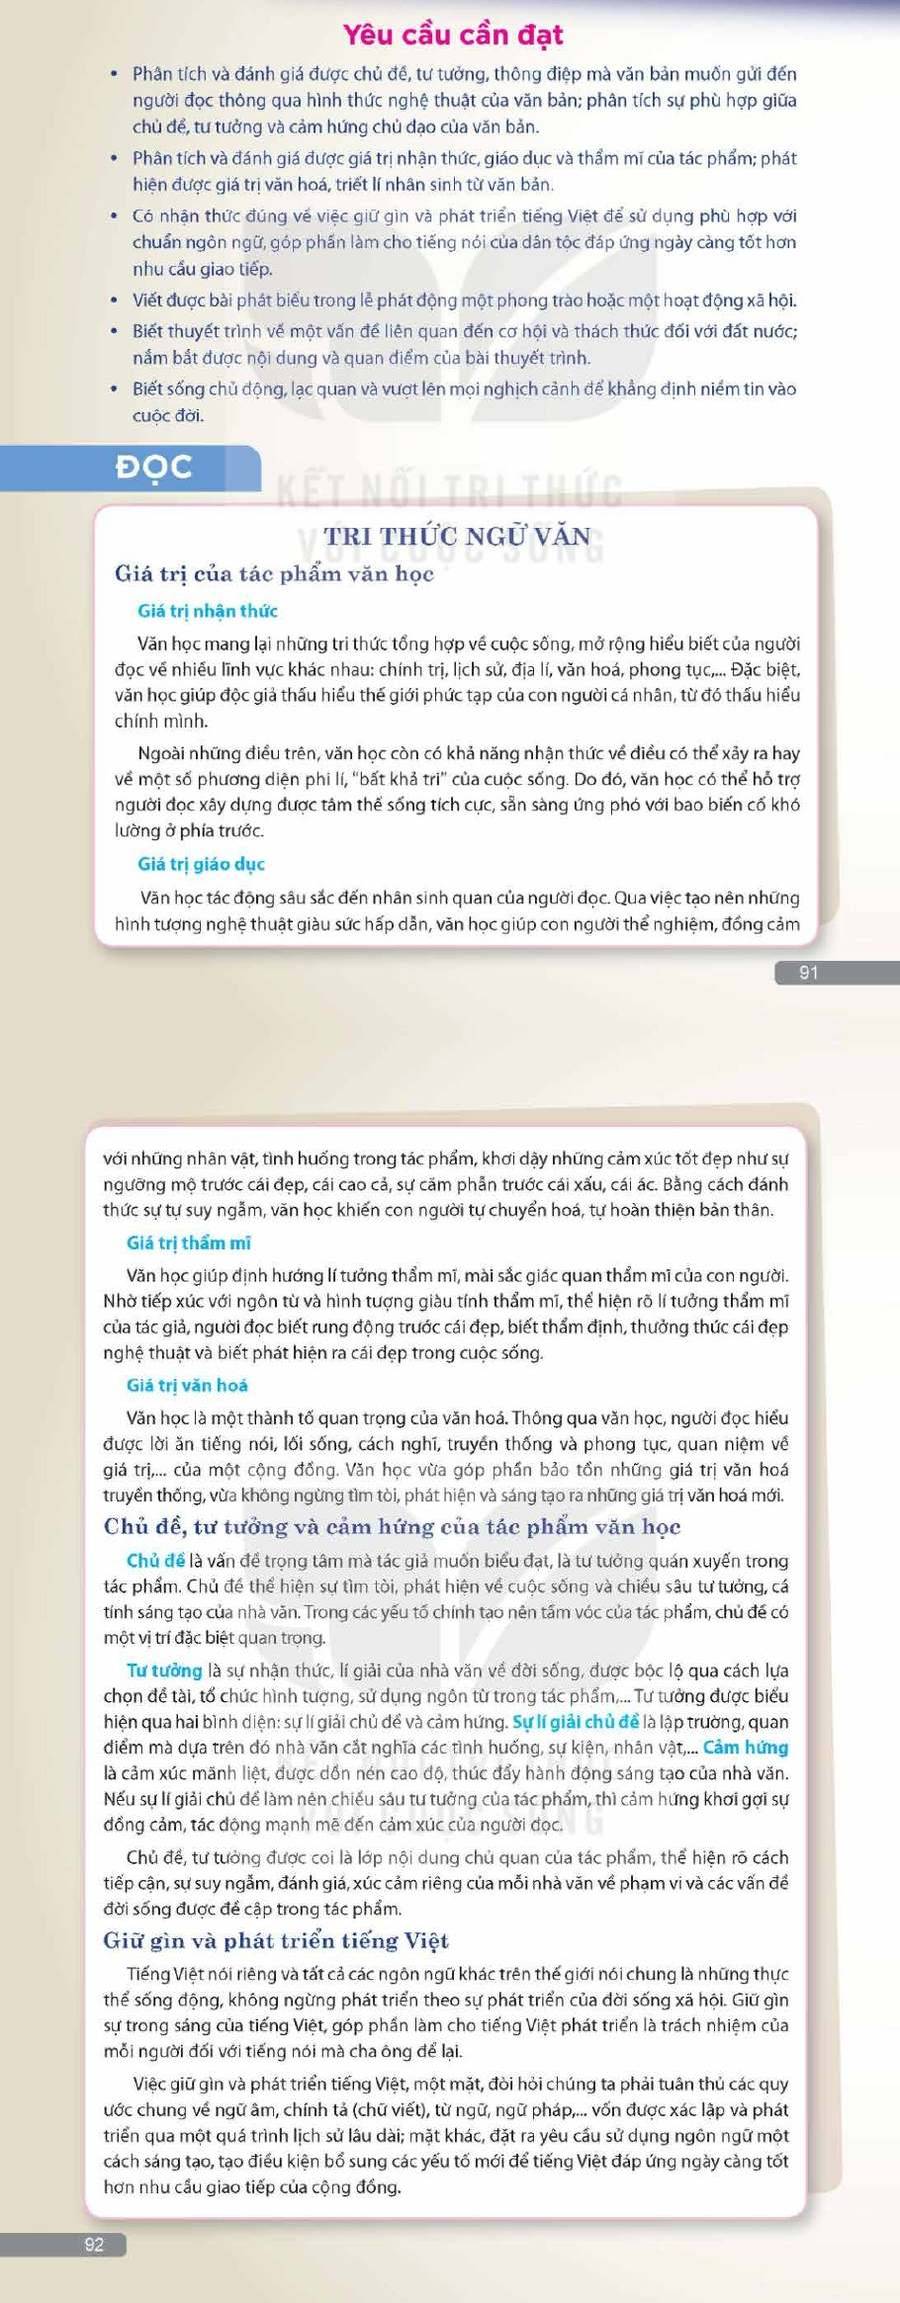 Yêu cầu cần đạt
• Phân tích và đánh giá được chủ đề, tư tưởng, thông điệp mà văn bản muốn gửi đến
người đọc thông qua hình thức nghệ thuật của văn bản; phân tích sự phù hợp giữa
chủ đề, tư tưởng và cảm hứng chủ đạo của văn bản.
• Phân tích và đánh giá được giá trị nhận thức, giáo dục và thẩm mĩ của tác phẩm; phát
hiện được giá trị văn hoá, triết lí nhân sinh từ văn bản.
• Có nhận thức đúng về việc giữ gìn và phát triển tiếng Việt để sử dụng phù hợp với
chuẩn ngôn ngữ, góp phần làm cho tiếng nói của dân tộc đáp ứng ngày càng tốt hơn
nhu cầu giao tiếp.
• Viết được bài phát biểu trong lễ phát động một phong trào hoặc một hoạt động xã hội.
• Biết thuyết trình về một vấn đề liên quan đến cơ hội và thách thức đối với đất nước;
nắm bắt được nội dung và quan điểm của bài thuyết trình.
• Biết sống chủ động, lạc quan và vượt lên mọi nghịch cảnh để khẳng định niềm tin vào
cuộc đời.
ĐỌC
KẾT NỐI TRI THỨC
VỚI CUỘC SỐNG
TRI THỨC NGỮ VĂN
Giá trị của tác phẩm văn học
Giá trị nhận thức
Văn học mang lại những tri thức tổng hợp về cuộc sống, mở rộng hiểu biết của người
đọc về nhiều lĩnh vực khác nhau: chính trị, lịch sử, địa lí, văn hoá, phong tục,... Đặc biệt,
văn học giúp độc giả thấu hiểu thế giới phức tạp của con người cá nhân, từ đó thấu hiểu
chính mình.
Ngoài những điều trên, văn học còn có khả năng nhận thức về điều có thể xảy ra hay
về một số phương diện phi lí, "bất khả tri" của cuộc sống. Do đó, văn học có thể hỗ trợ
người đọc xây dựng được tâm thế sống tích cực, sẵn sàng ứng phó với bao biến cố khó
lường ở phía trước.
Giá trị giáo dục
Văn học tác động sâu sắc đến nhân sinh quan của người đọc. Qua việc tạo nên những
hình tượng nghệ thuật giàu sức hấp dẫn, văn học giúp con người thể nghiệm, đồng cảm
91
với những nhân vật, tình huống trong tác phẩm, khơi dậy những cảm xúc tốt đẹp như sự
ngưỡng mộ trước cái đẹp, cái cao cả, sự căm phẫn trước cái xấu, cái ác. Bằng cách đánh
thức sự tự suy ngẫm, văn học khiến con người tự chuyển hoá, tự hoàn thiện bản thân.
Giá trị thẩm mĩ
Văn học giúp định hướng lí tưởng thẩm mĩ, mài sắc giác quan thẩm mĩ của con người.
Nhờ tiếp xúc với ngôn từ và hình tượng giàu tính thẩm mĩ, thể hiện rõ lí tưởng thẩm mĩ
của tác giả, người đọc biết rung động trước cái đẹp, biết thẩm định, thưởng thức cái đẹp
nghệ thuật và biết phát hiện ra cái đẹp trong cuộc sống.
Giá trị văn hoá
Văn học là một thành tố quan trọng của văn hoá. Thông qua văn học, người đọc hiểu
được lời ăn tiếng nói, lối sống, cách nghĩ, truyền thống và phong tục, quan niệm về
giá trị,... của một cộng đồng. Văn học vừa góp phần bảo tồn những giá trị văn hoá
truyền thống, vừa không ngừng tìm tòi, phát hiện và sáng tạo ra những giá trị văn hoá mới.
Chủ đề, tư tưởng và cảm hứng của tác phẩm văn học
Chủ đề là vấn đề trọng tâm mà tác giả muốn biểu đạt, là tư tưởng quán xuyến trong
tác phẩm. Chủ đề thể hiện sự tìm tòi, phát hiện về cuộc sống và chiều sâu tư tưởng, cá
tính sáng tạo của nhà văn. Trong các yếu tố chính tạo nên tầm vóc của tác phẩm, chủ đề có
một vị trí đặc biệt quan trọng.
Tư tưởng là sự nhận thức, lí giải của nhà văn về đời sống, được bộc lộ qua cách lựa
chọn đề tài, tổ chức hình tượng, sử dụng ngôn từ trong tác phẩm,... Tư tưởng được biểu
hiện qua hai bình diện: sự lí giải chủ đề và cảm hứng. Sự lí giải chủ đề là lập trường, quan
điểm mà dựa trên đó nhà văn cắt nghĩa các tình huống, sự kiện, nhân vật,... Cảm hứng
là cảm xúc mãnh liệt, được dồn nén cao độ, thúc đẩy hành động sáng tạo của nhà văn.
Nếu sự lí giải chủ đề làm nên chiều sâu tư tưởng của tác phẩm, thì cảm hứng khơi gợi sự
đồng cảm, tác động mạnh mẽ đến cảm xúc của người đọc.
Chủ đề, tư tưởng được coi là lớp nội dung chủ quan của tác phẩm, thể hiện rõ cách
tiếp cận, sự suy ngẫm, đánh giá, xúc cảm riêng của mỗi nhà văn về phạm vi và các vấn đề
đời sống được đề cập trong tác phẩm.
Giữ gìn và phát triển tiếng Việt
Tiếng Việt nói riêng và tất cả các ngôn ngữ khác trên thế giới nói chung là những thực
thể sống động, không ngừng phát triển theo sự phát triển của đời sống xã hội. Giữ gìn
sự trong sáng của tiếng Việt, góp phần làm cho tiếng Việt phát triển là trách nhiệm của
mỗi người đối với tiếng nói mà cha ông để lại.
Việc giữ gìn và phát triển tiếng Việt, một mặt, đòi hỏi chúng ta phải tuân thủ các quy
ước chung về ngữ âm, chính tả (chữ viết), từ ngữ, ngữ pháp,... vốn được xác lập và phát
triển qua một quá trình lịch sử lâu dài; mặt khác, đặt ra yêu cầu sử dụng ngôn ngữ một
cách sáng tạo, tạo điều kiện bổ sung các yếu tố mới để tiếng Việt đáp ứng ngày càng tốt
hơn nhu cầu giao tiếp của cộng đồng.
92